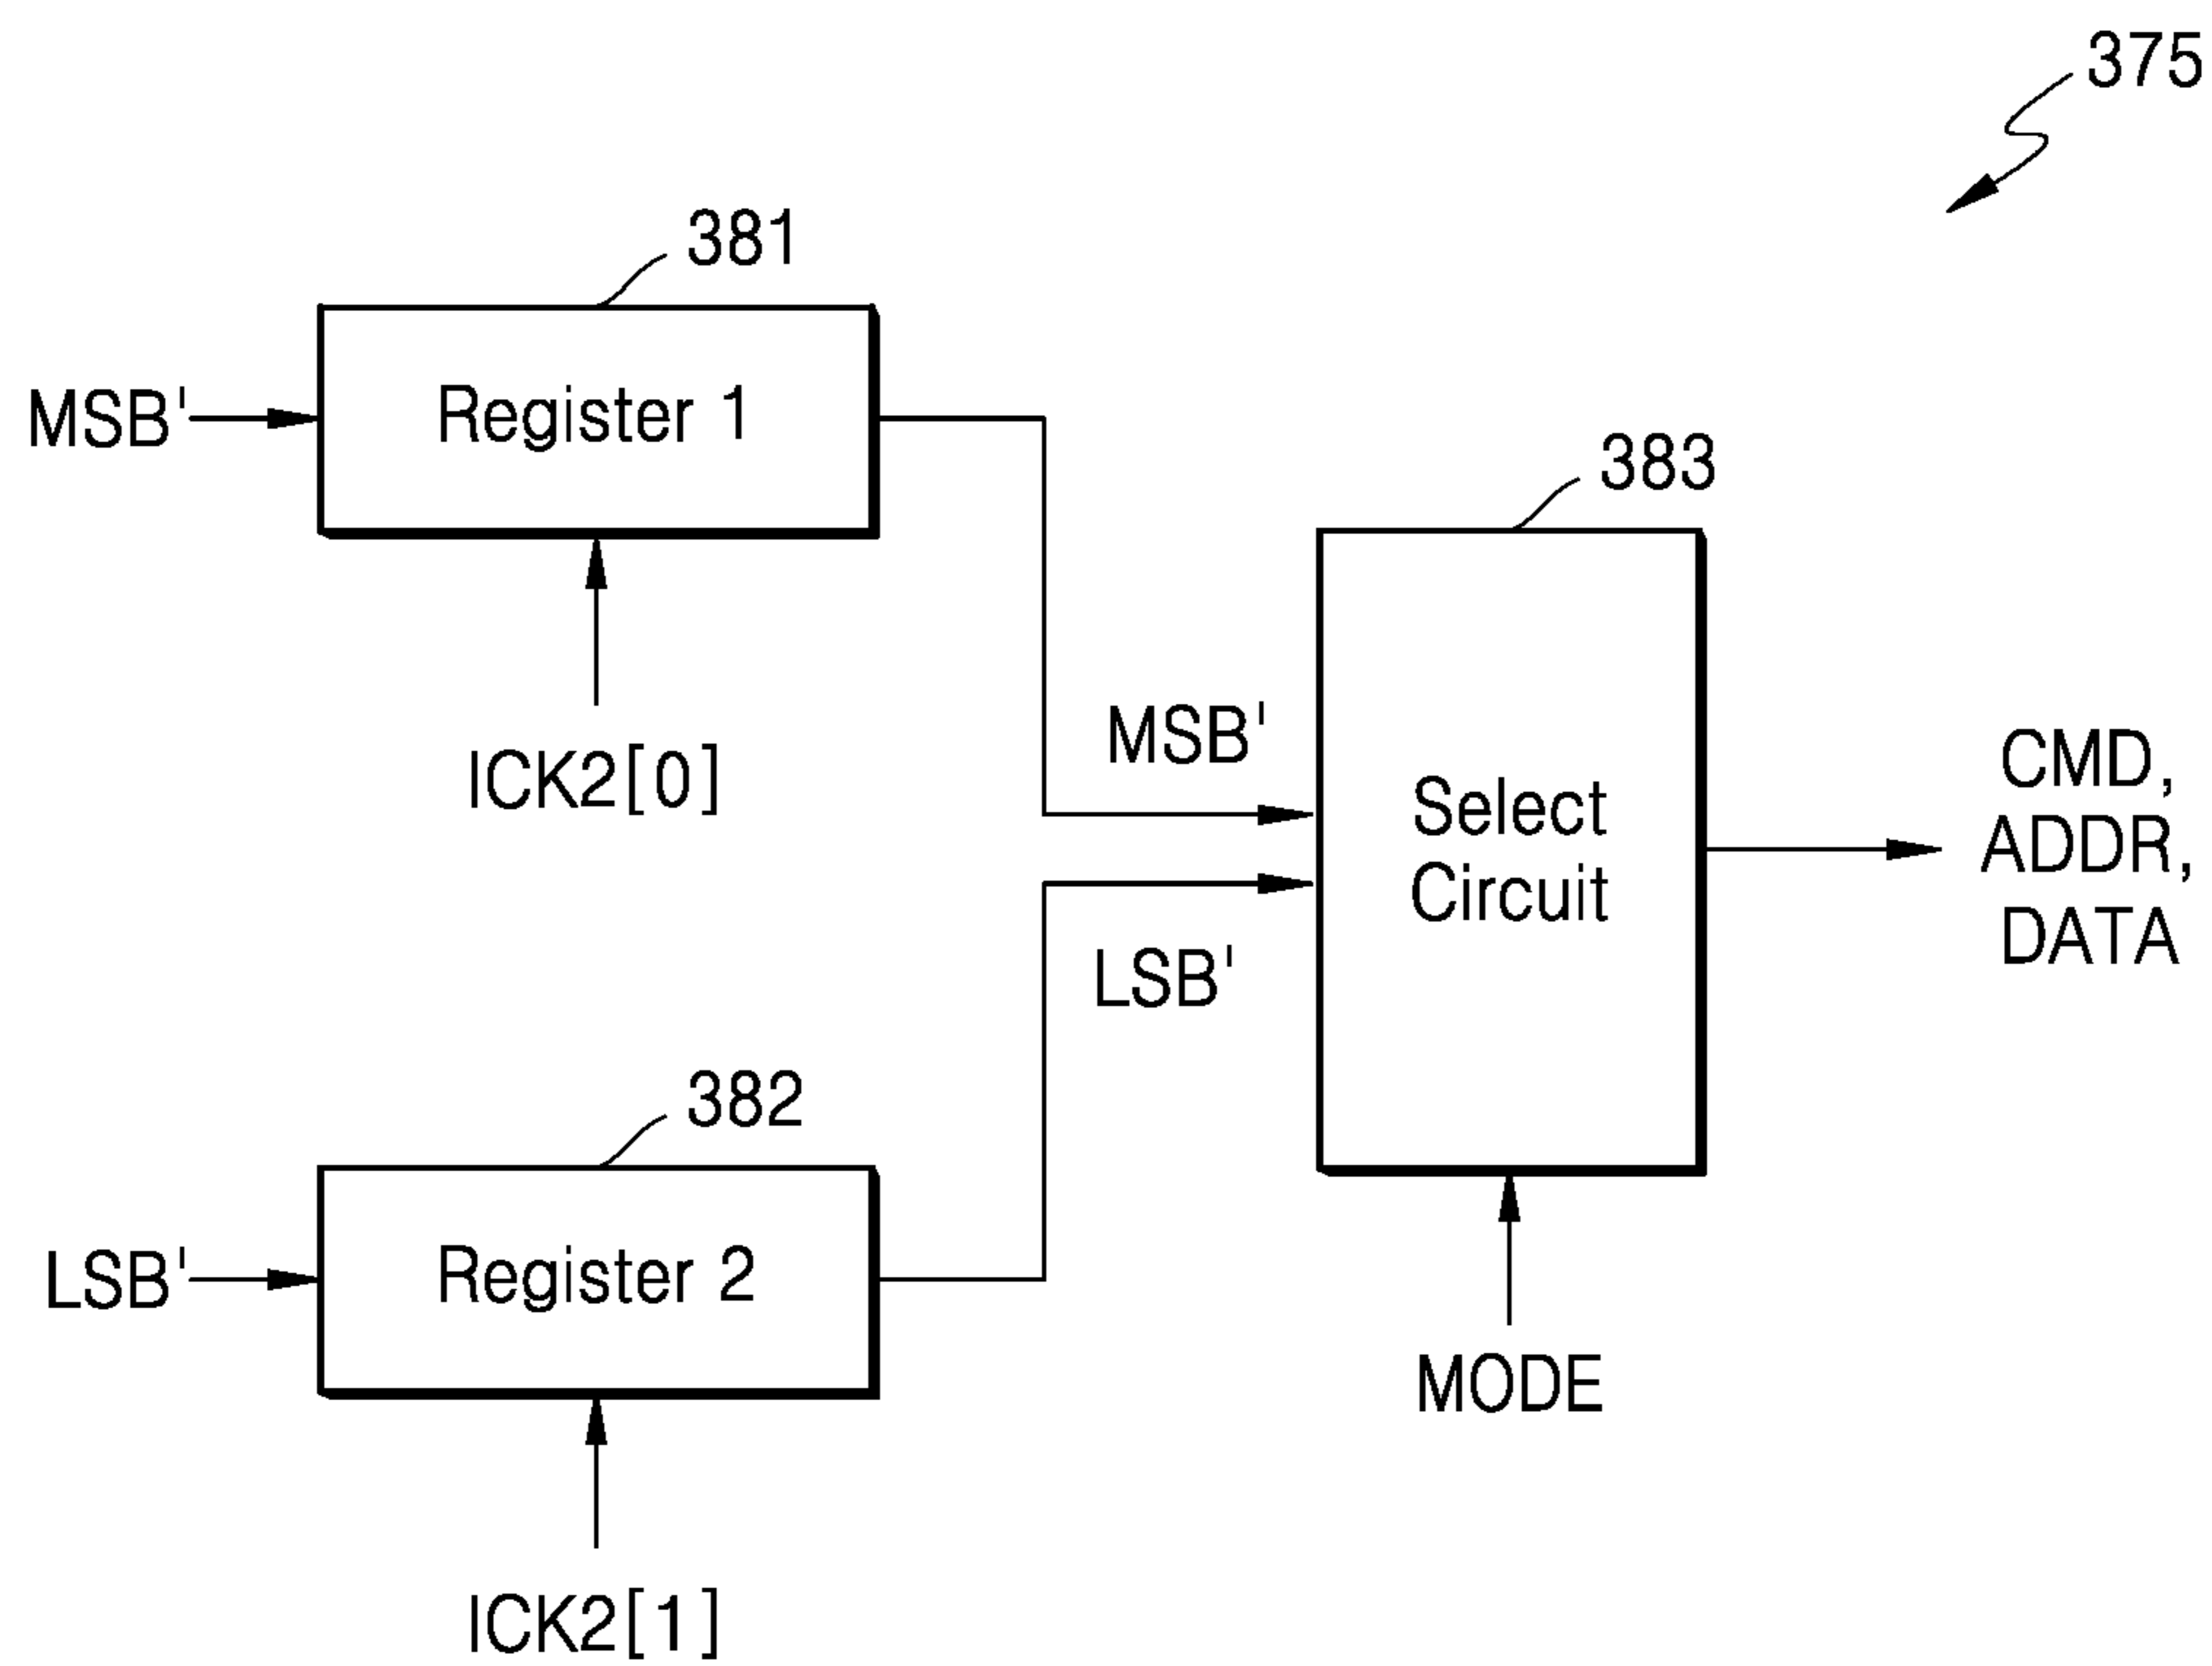 375
381
MSB'
Register 1
ICK2[0]
383
MSB'
Select
Circuit
LSB'
CMD,
ADDR,
DATA
382
LSB'
Register 2
MODE
ICK2[1]